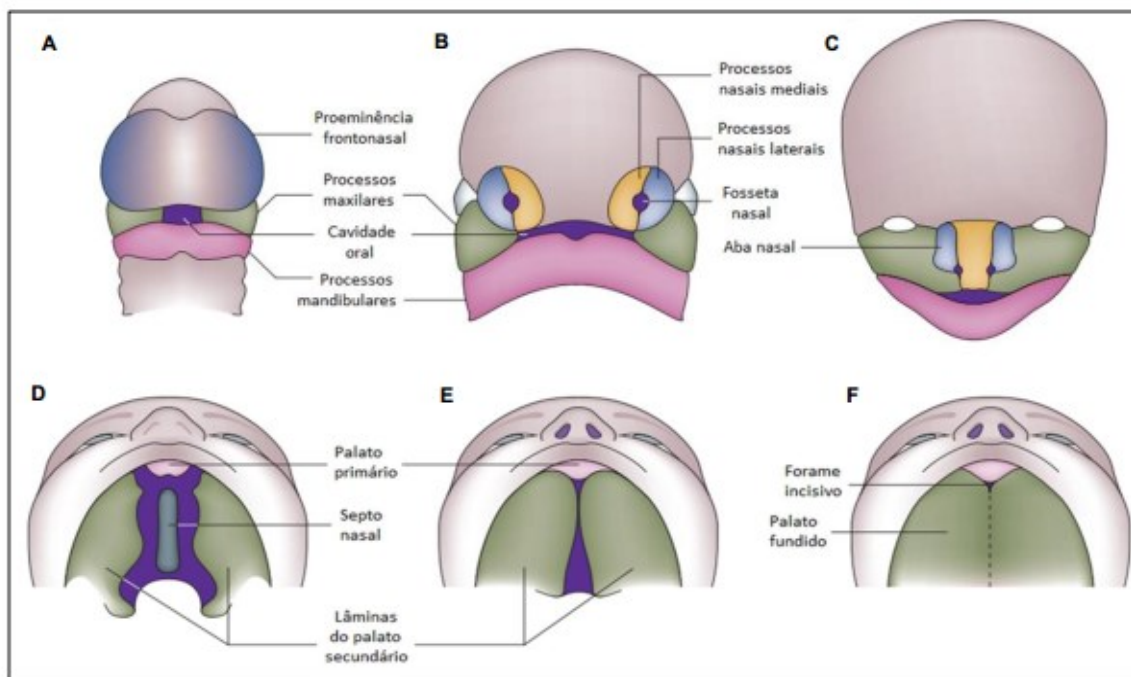 A
B
C
Proeminência
frontonasal
Processos
maxilares
Cavidade
oral
Processos
mandibulares
Processos
nasais mediais
Processos
nasais laterais
Fosseta
nasal
Aba nasal
D
E
F
Palato
primário
Septo
nasal
Lâminas
do palato
secundário
Forame
incisivo
Palato
fundido